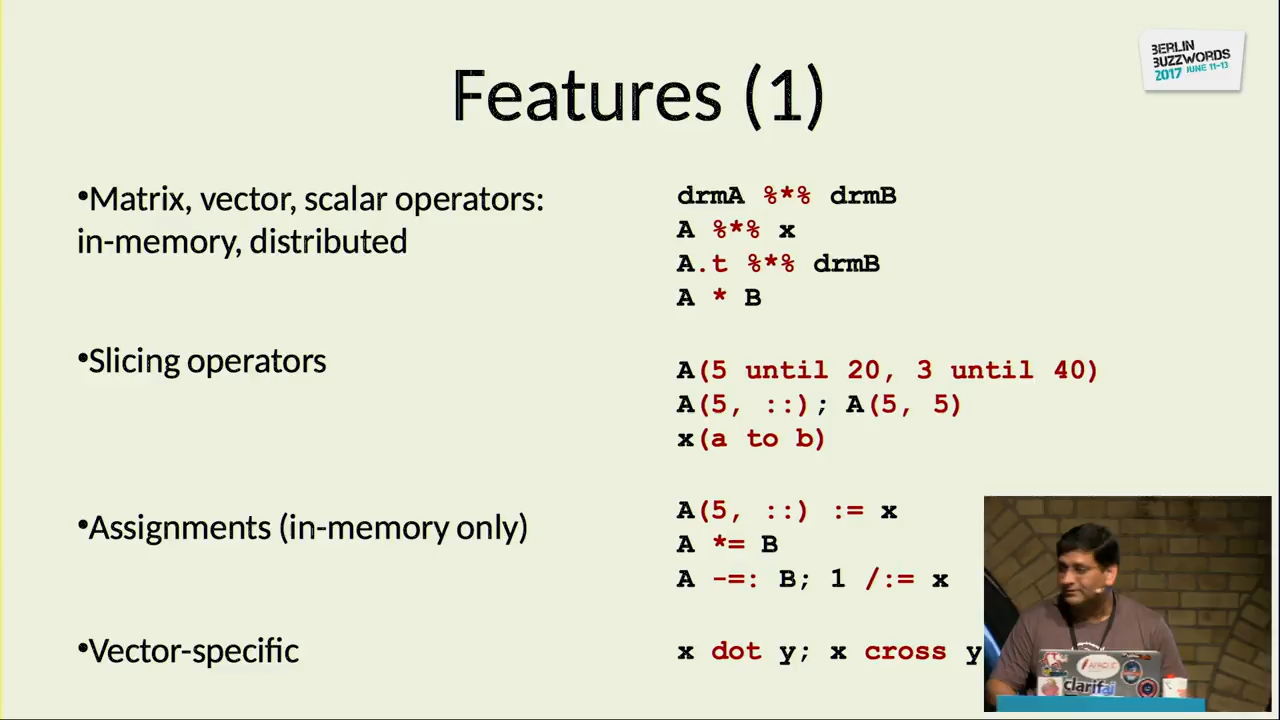 BERLIN
BUZZWORDS
2017 JUNE 11-13
Features (1)
•Matrix, vector, scalar operators:
in-memory, distributed
drmA %*% drmB
A %*% x
A.t %*% drmB
A * B
•Slicing operators
A(5 until 20, 3 until 40)
A(5, ::); A(5, 5)
x(a to b)
•Assignments (in-memory only)
A(5, ::) := x
A *= B
A -=: B; 1 /:= x
•Vector-specific
x dot y; x cross y
APACHE
clarifai